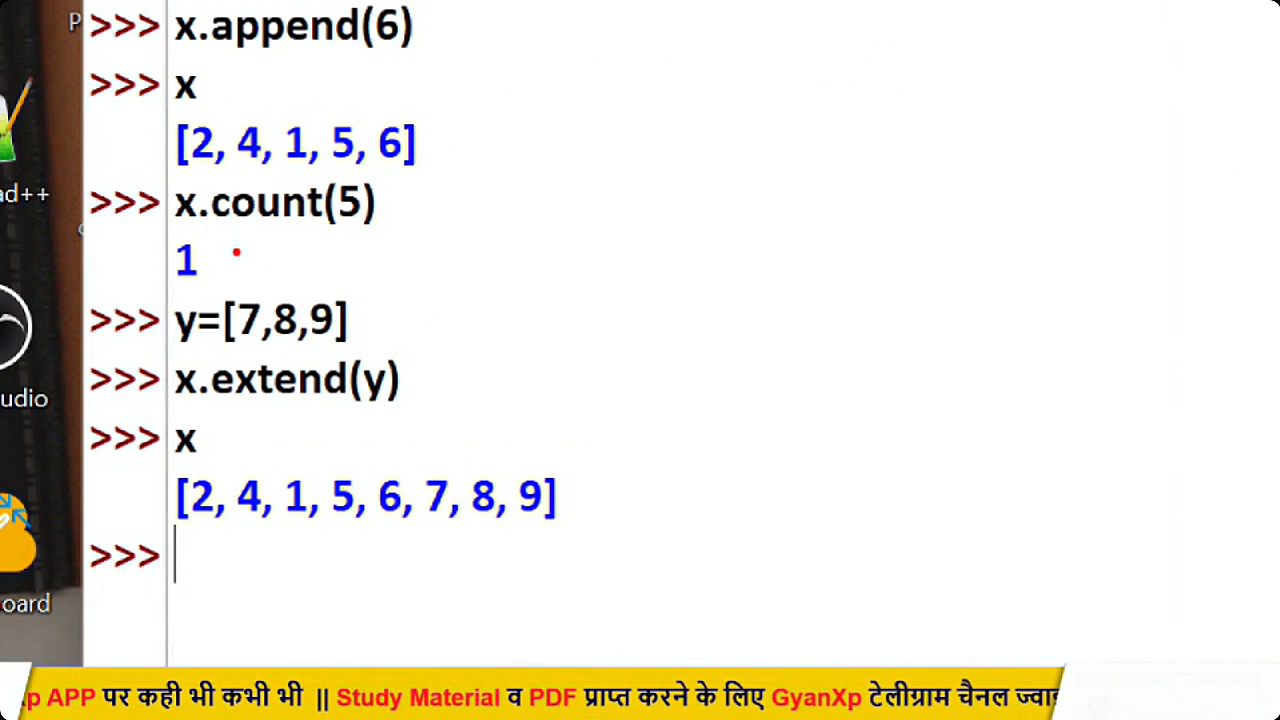 P
>>> x.append(6)
>>> x
[2, 4, 1, 5, 6]
ad++
>>> x.count(5)
1
>>> y=[7,8,9]
>>> x.extend(y)
udio
>>> x
[2, 4, 1, 5, 6, 7, 8, 9]
>>>
oard
p APP पर कही भी कभी भी || Study Material व PDF प्राप्त करने के लिए GyanXp टेलीग्राम चैनल